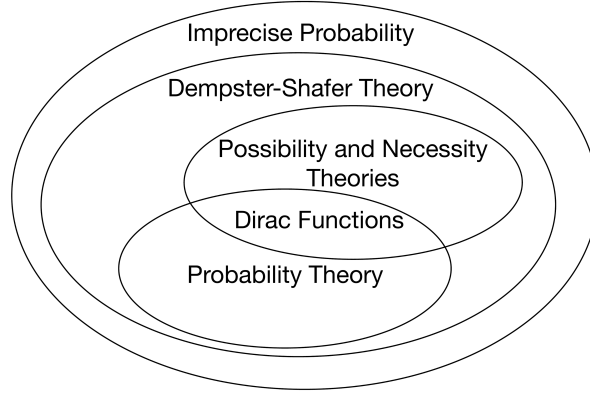 Imprecise Probability
Dempster-Shafer Theory
Possibility and Necessity
Theories
Dirac Functions
Probability Theory